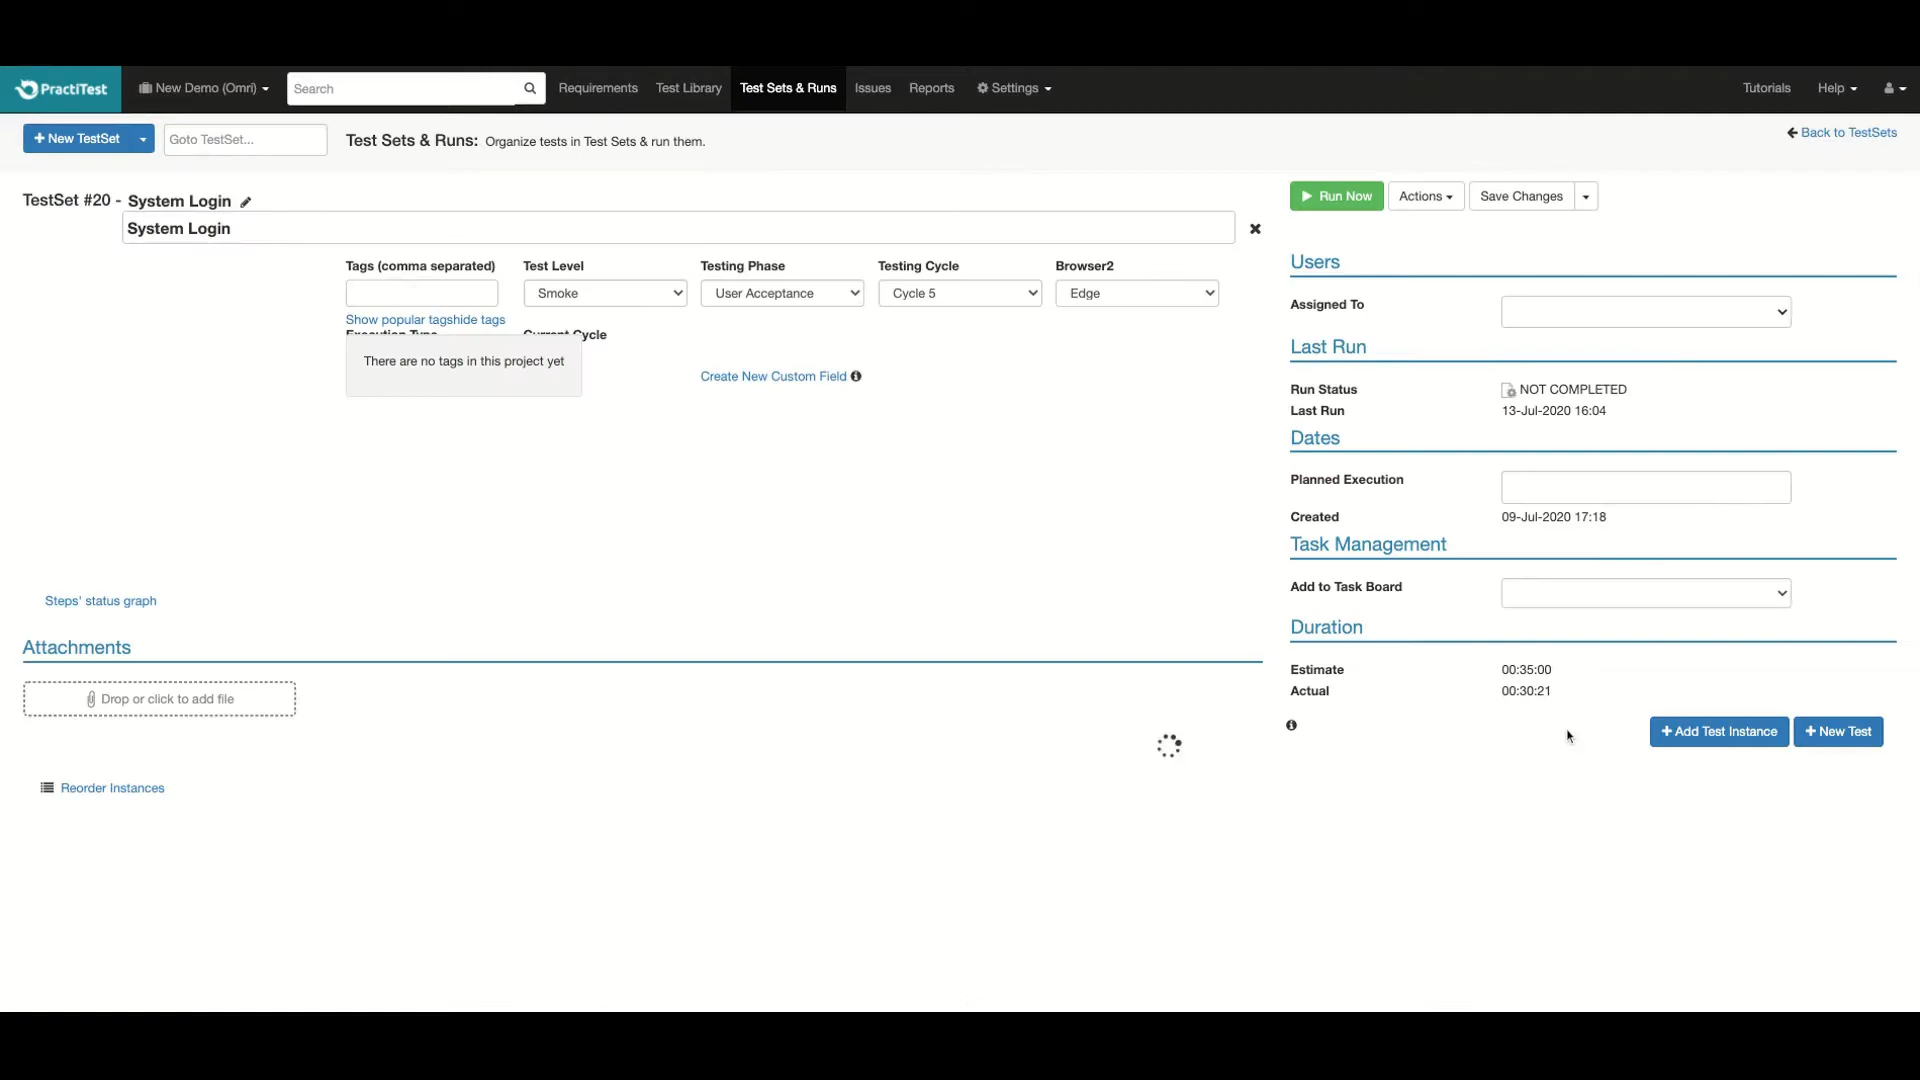 PractiTest New Demo (Omri) Search Requirements Test Library Test Sets & Runs Issues Reports Settings Tutorials Help
New TestSet Goto TestSet... Test Sets & Runs: Organize tests in Test Sets & run them. Back to TestSets
TestSet #20 - System Login
System Login
Tags (comma separated) Test Level Testing Phase Testing Cycle Browser2
Smoke User Acceptance Cycle 5 Edge
Show popular tagshide tags
Execution Type Current Cycle
There are no tags in this project yet
Create New Custom Field
Steps' status graph
Attachments
Drop or click to add file
Reorder Instances
Run Now Actions Save Changes
Users
Assigned To
Last Run
Run Status NOT COMPLETED
Last Run 13-Jul-2020 16:04
Dates
Planned Execution
Created 09-Jul-2020 17:18
Task Management
Add to Task Board
Duration
Estimate 00:35:00
Actual 00:30:21
Add Test Instance New Test